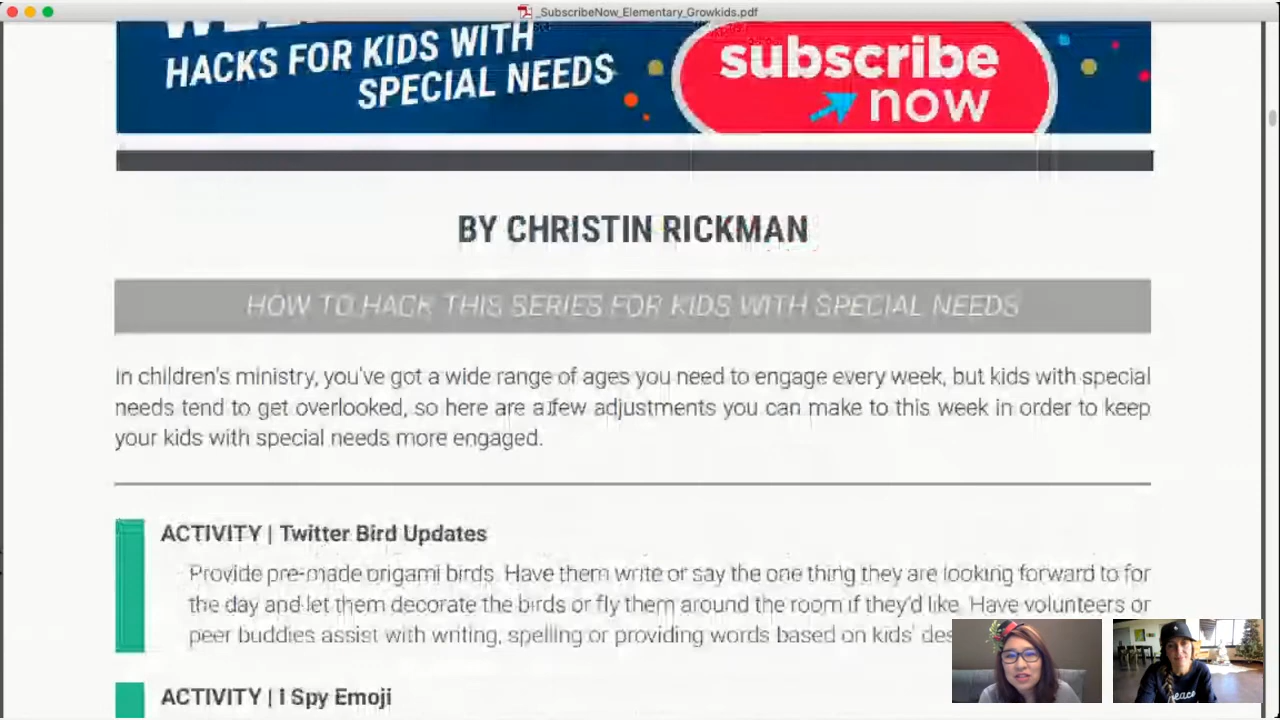 _SubscribeNow_Elementary_Growkids.pdf
HACKS FOR KIDS WITH
SPECIAL NEEDS
subscribe
now
BY CHRISTIN RICKMAN
HOW TO HACK THIS SERIES FOR KIDS WITH SPECIAL NEEDS
In children's ministry, you've got a wide range of ages you need to engage every week, but kids with special
needs tend to get overlooked, so here are a few adjustments you can make to this week in order to keep
your kids with special needs more engaged.
ACTIVITY | Twitter Bird Updates
Provide pre-made origami birds. Have them write or say the one thing they are looking forward to for
the day and let them decorate the birds or fly them around the room if they'd like. Have volunteers or
peer buddies assist with writing, spelling or providing words based on kids'
ACTIVITY | I Spy Emoji
peace